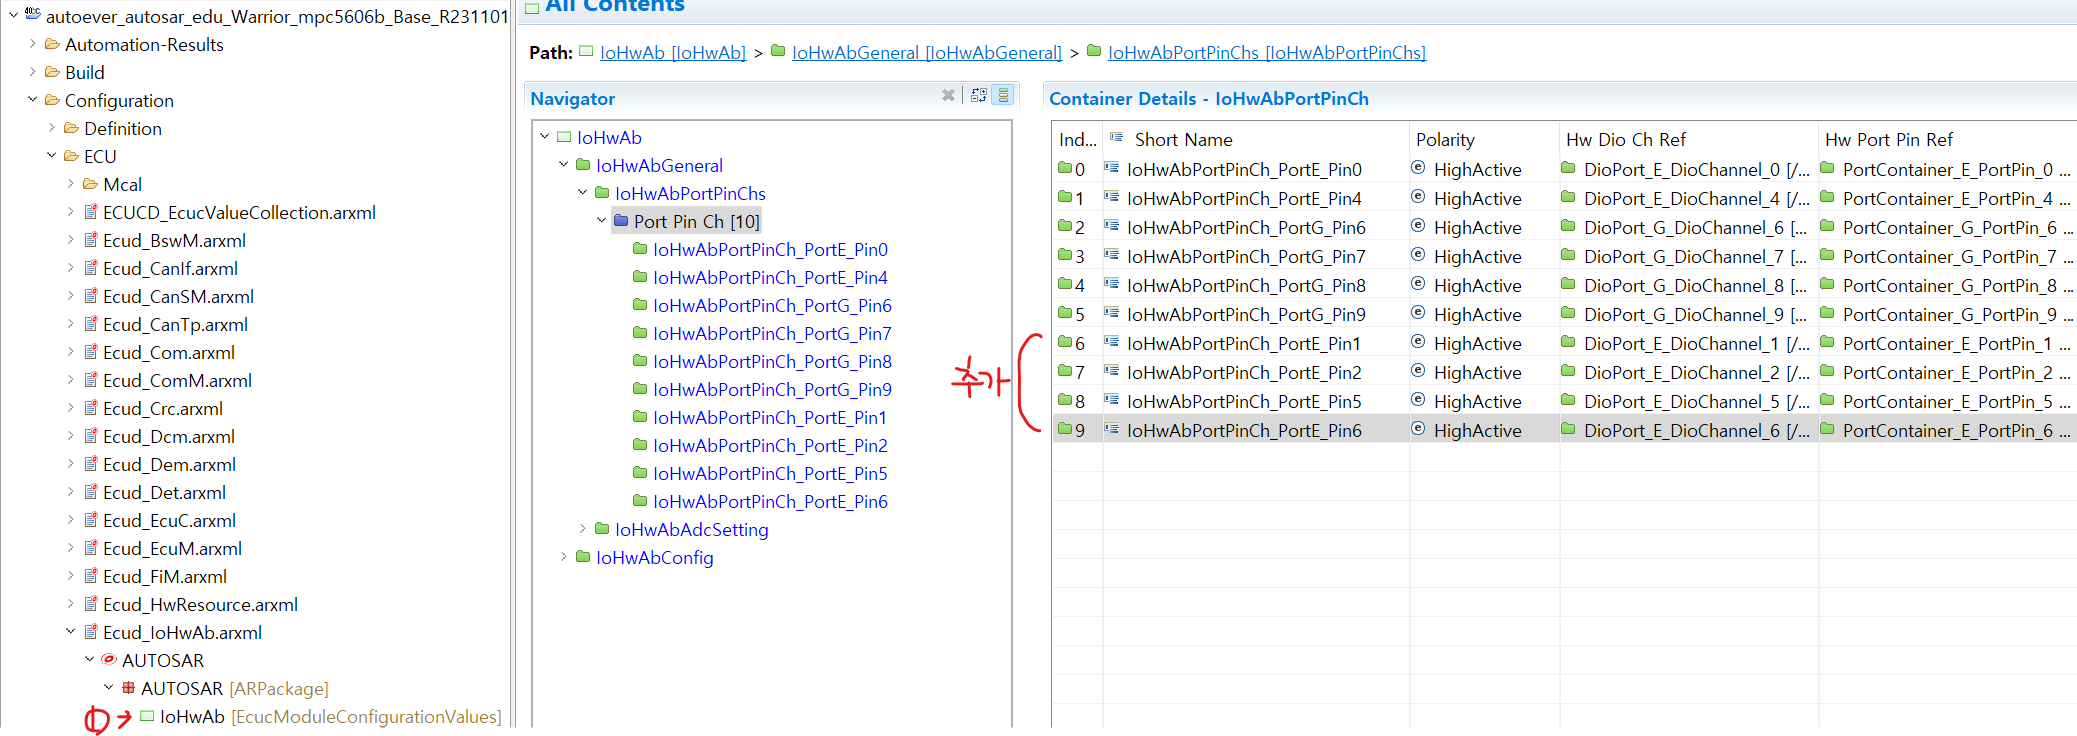 autoever_autosar_edu_Warrior_mpc5606b_Base_R231101
Automation-Results
Build
Configuration
Definition
ECU
Mcal
ECUCD_EcucValueCollection.arxml
Ecud_BswM.arxml
Ecud_CanIf.arxml
Ecud_CanSM.arxml
Ecud_CanTp.arxml
Ecud_Com.arxml
Ecud_ComM.arxml
Ecud_Crc.arxml
Ecud_Dcm.arxml
Ecud_Dem.arxml
Ecud_Det.arxml
Ecud_EcuC.arxml
Ecud_EcuM.arxml
Ecud_FiM.arxml
Ecud_HwResource.arxml
Ecud_IoHwAb.arxml
AUTOSAR
AUTOSAR [ARPackage]
① → IoHwAb [EcucModuleConfigurationValues]
All Contents
Path: IoHwAb [IoHwAb] > IoHwAbGeneral [IoHwAbGeneral] > IoHwAbPortPinChs [IoHwAbPortPinChs]
Navigator
IoHwAb
IoHwAbGeneral
IoHwAbPortPinChs
Port Pin Ch [10]
IoHwAbPortPinCh_PortE_Pin0
IoHwAbPortPinCh_PortE_Pin4
IoHwAbPortPinCh_PortG_Pin6
IoHwAbPortPinCh_PortG_Pin7
IoHwAbPortPinCh_PortG_Pin8
IoHwAbPortPinCh_PortG_Pin9
IoHwAbPortPinCh_PortE_Pin1
IoHwAbPortPinCh_PortE_Pin2
IoHwAbPortPinCh_PortE_Pin5
IoHwAbPortPinCh_PortE_Pin6
IoHwAbAdcSetting
IoHwAbConfig
추가
Container Details - IoHwAbPortPinCh
Ind... Short Name Polarity Hw Dio Ch Ref Hw Port Pin Ref
0 IoHwAbPortPinCh_PortE_Pin0 HighActive DioPort_E_DioChannel_0 [/... PortContainer_E_PortPin_0 ...
1 IoHwAbPortPinCh_PortE_Pin4 HighActive DioPort_E_DioChannel_4 [/... PortContainer_E_PortPin_4 ...
2 IoHwAbPortPinCh_PortG_Pin6 HighActive DioPort_G_DioChannel_6 [... PortContainer_G_PortPin_6 ...
3 IoHwAbPortPinCh_PortG_Pin7 HighActive DioPort_G_DioChannel_7 [... PortContainer_G_PortPin_7 ...
4 IoHwAbPortPinCh_PortG_Pin8 HighActive DioPort_G_DioChannel_8 [... PortContainer_G_PortPin_8 ...
5 IoHwAbPortPinCh_PortG_Pin9 HighActive DioPort_G_DioChannel_9 [... PortContainer_G_PortPin_9 ...
6 IoHwAbPortPinCh_PortE_Pin1 HighActive DioPort_E_DioChannel_1 [/... PortContainer_E_PortPin_1 ...
7 IoHwAbPortPinCh_PortE_Pin2 HighActive DioPort_E_DioChannel_2 [/... PortContainer_E_PortPin_2 ...
8 IoHwAbPortPinCh_PortE_Pin5 HighActive DioPort_E_DioChannel_5 [/... PortContainer_E_PortPin_5 ...
9 IoHwAbPortPinCh_PortE_Pin6 HighActive DioPort_E_DioChannel_6 [/... PortContainer_E_PortPin_6 ...